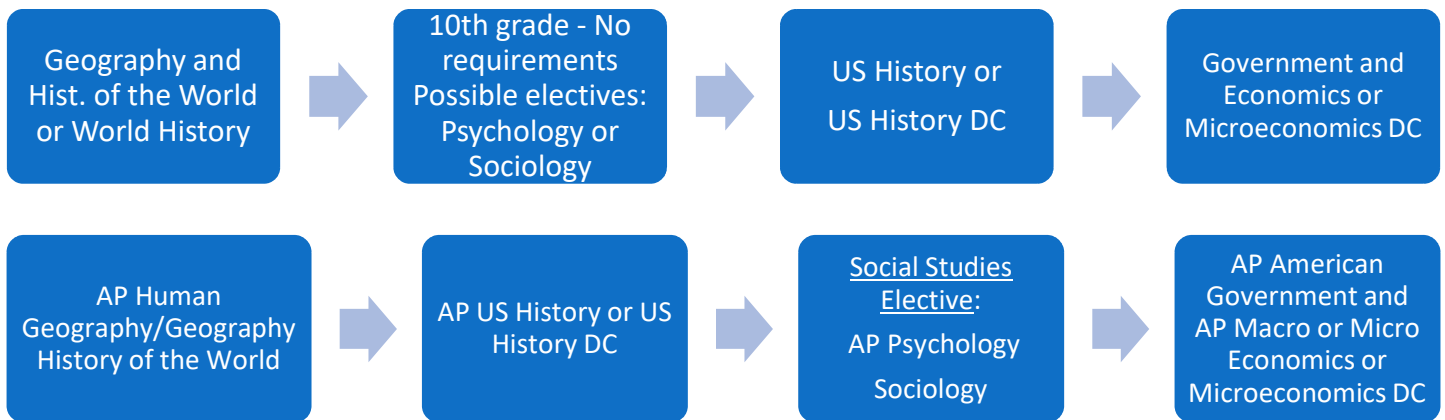 Geography and
Hist. of the World
or World History
10th grade - No
requirements
Possible electives:
Psychology or
Sociology
US History or
US History DC
Government and
Economics or
Microeconomics DC
AP Human
Geography/Geography
History of the World
AP US History or US
History DC
Social Studies
Elective:
AP Psychology
Sociology
AP American
Government and
AP Macro or Micro
Economics or
Microeconomics DC